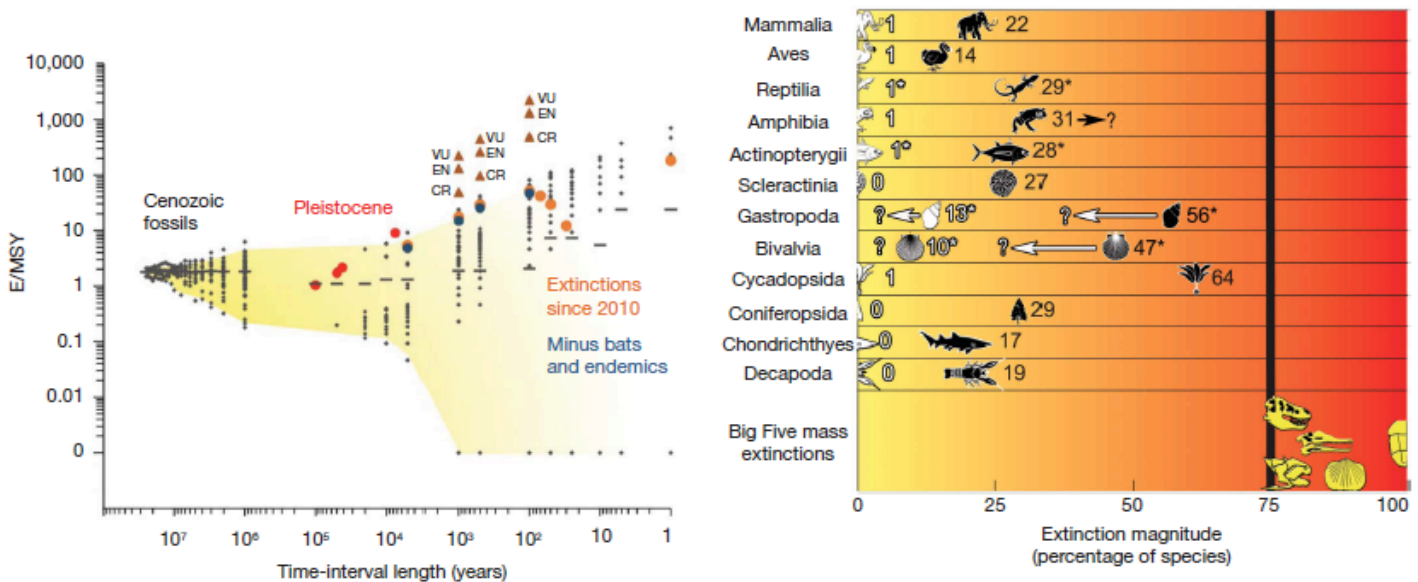 10,000
1,000
100
10
1
0.1
0.01
0
E/MSY
Cenozoic
fossils
Pleistocene
VU
EN
CR
VU
EN
CR
VU
EN
CR
Extinctions
since 2010
Minus bats
and endemics
10⁷
10⁶
10⁵
10⁴
10³
10²
10
1
Time-interval length (years)
Mammalia 1 22
Aves 1 14
Reptilia 1* 29*
Amphibia 1 31 ?
Actinopterygii 1* 28*
Scleractinia 0 27
Gastropoda ? 13* ? 56*
Bivalvia ? 10* ? 47*
Cycadopsida 1 64
Coniferopsida 0 29
Chondrichthyes 0 17
Decapoda 0 19
Big Five mass
extinctions
0 25 50 75 100
Extinction magnitude
(percentage of species)